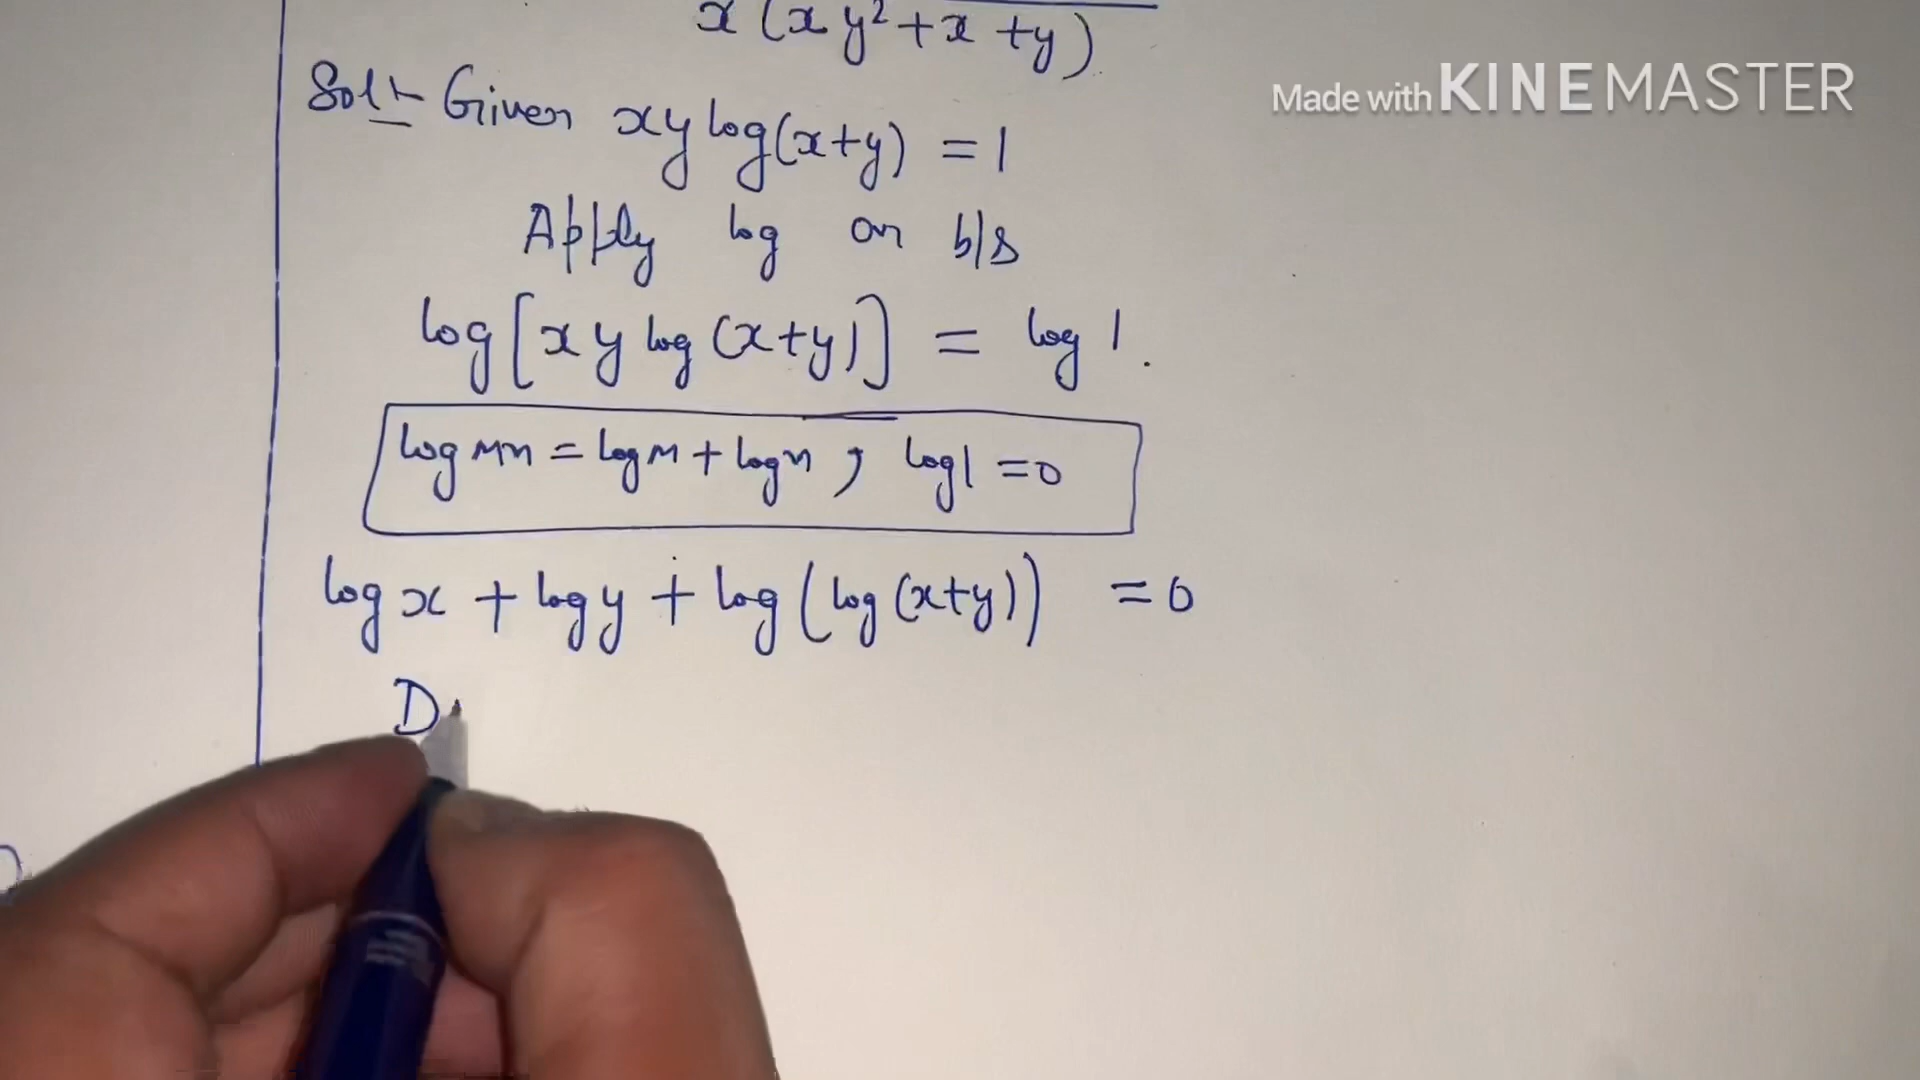 x(xy²+x+y)
Made with KINEMASTER
Sol:- Given xy log(x+y) = 1
Apply log on b/s
log[xy log(x+y)] = log 1.
log mn = log m + log n , log 1 = 0
log x + log y + log(log(x+y)) = 0
D